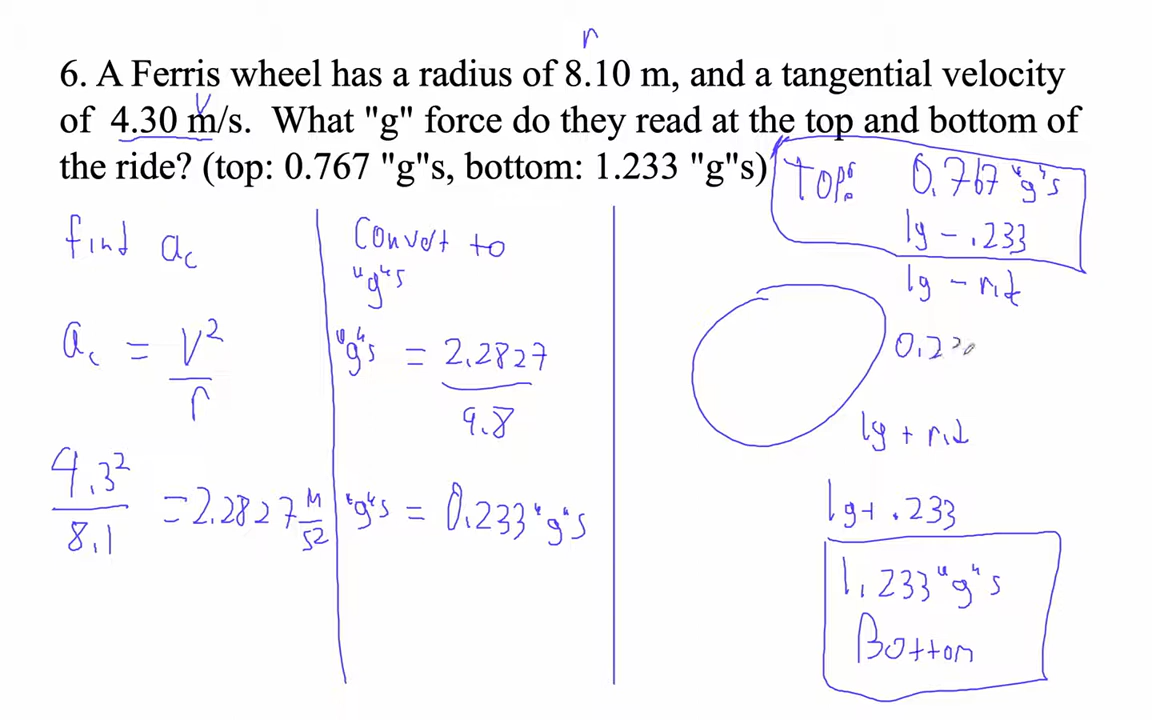 r
6. A Ferris wheel has a radius of 8.10 m, and a tangential velocity
v
of 4.30 m/s. What "g" force do they read at the top and bottom of
the ride? (top: 0.767 "g"s, bottom: 1.233 "g"s)
find ac
ac = v²
r
4.3²
8.1
= 2.2827 m
s²
Convert to
"g"s
"g"s = 2.2827
9.8
"g"s = 0.233 "g"s
Top: 0.767 "g"s
1g - .233
1g - rid
1g + rid
1g + .233
1.233 "g"s
Bottom